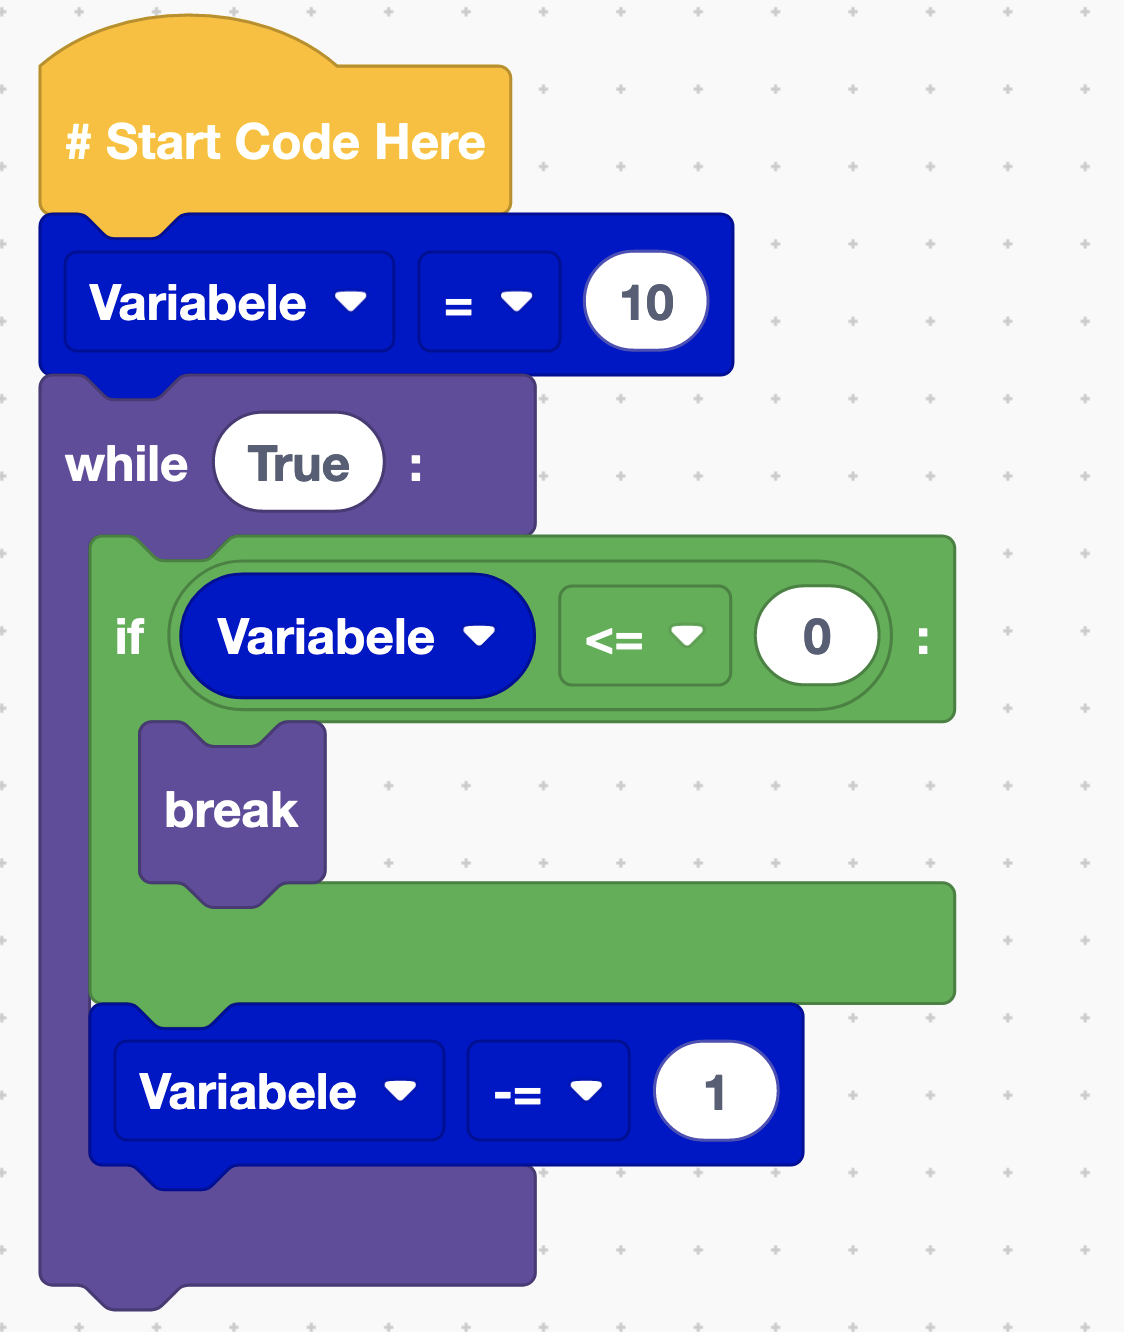 # Start Code Here
Variabele = 10
while True :
if Variabele <= 0 :
break
Variabele -= 1